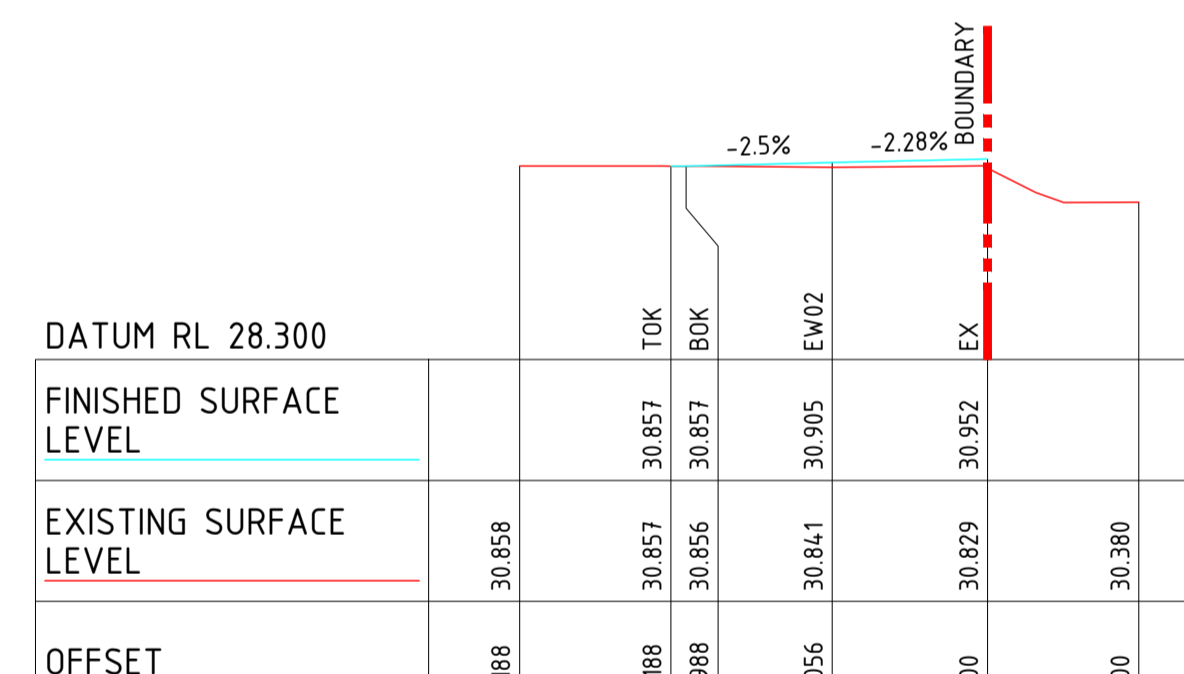 BOUNDARY
-2.5%
-2.28%
DATUM RL 28.300
TOK
BOK
EW02
EX
FINISHED SURFACE
LEVEL
30.857
30.857
30.905
30.952
EXISTING SURFACE
LEVEL
30.858
30.857
30.856
30.841
30.829
30.380
OFFSET